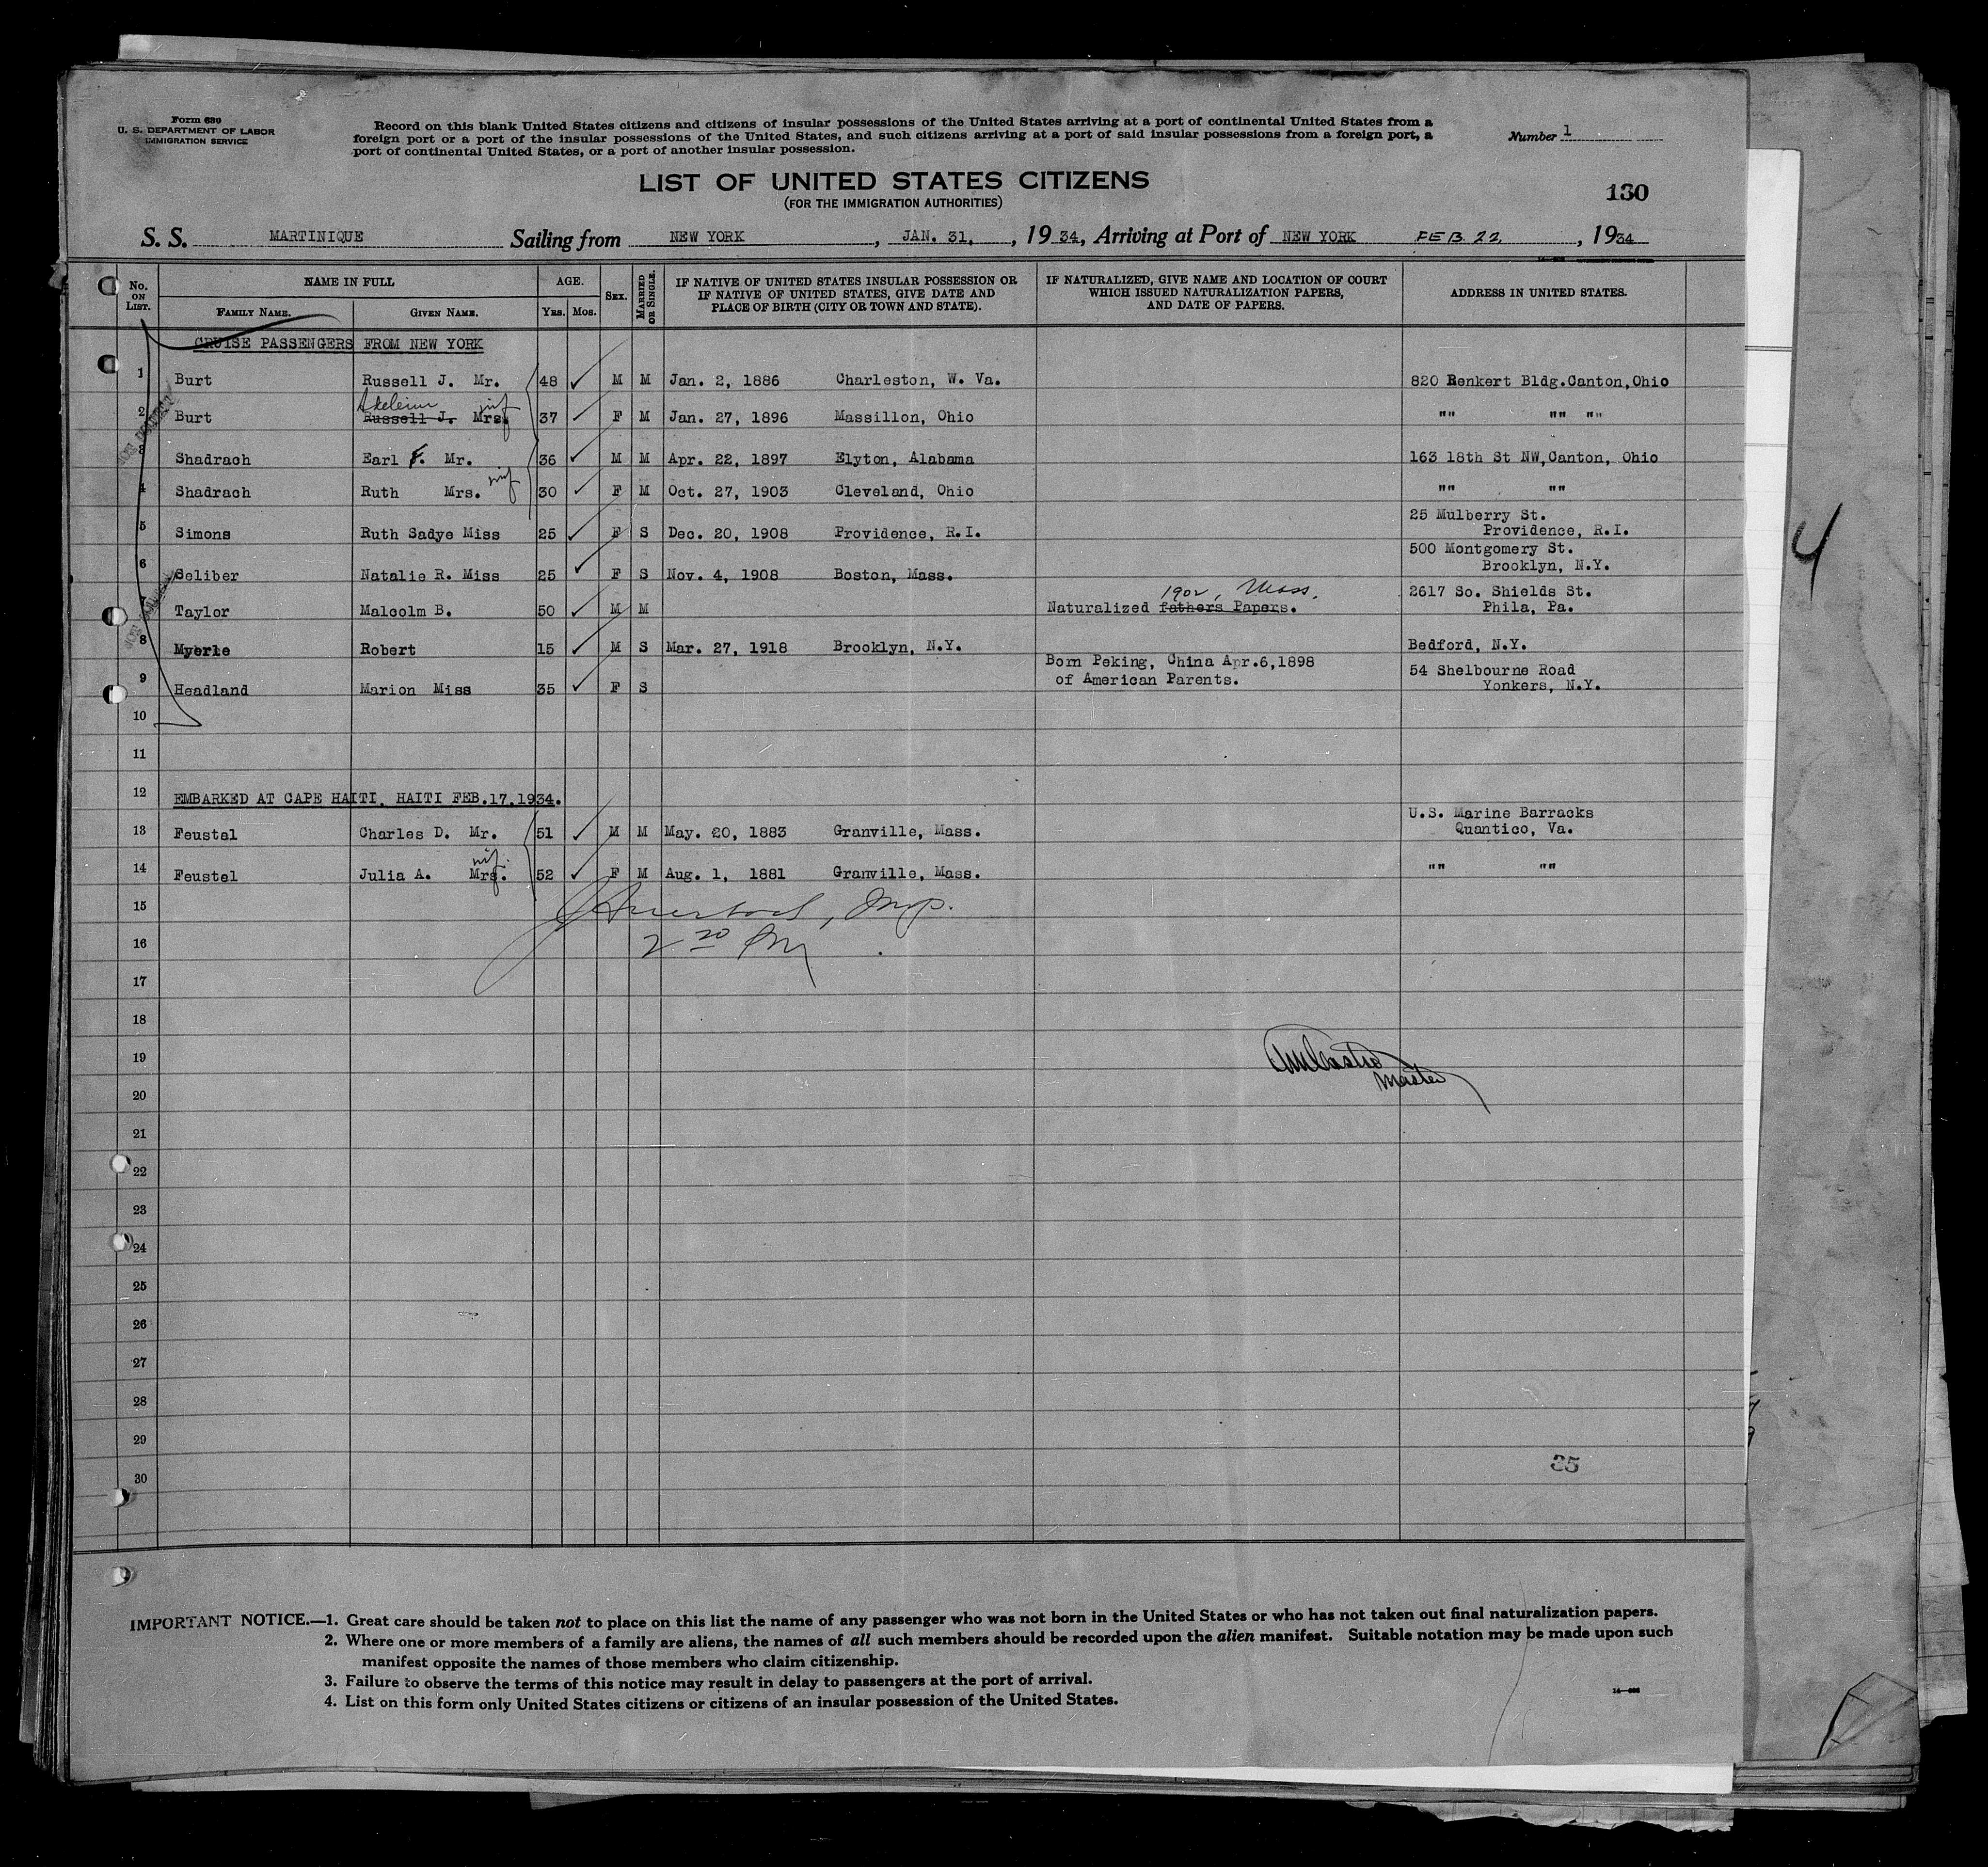 Form 630
U. S. DEPARTMENT OF LABOR
IMMIGRATION SERVICE
Record on this blank United States citizens and citizens of insular possessions of the United States arriving at a port of continental United States from a
foreign port or a port of the insular possessions of the United States, and such citizens arriving at a port of said insular possessions from a foreign port, a
port of continental United States, or a port of another insular possession.
Number 1
LIST OF UNITED STATES CITIZENS
(FOR THE IMMIGRATION AUTHORITIES)
130
S. S. MARTINIQUE Sailing from NEW YORK, JAN. 31, 1934, Arriving at Port of NEW YORK FEB. 22, 1934
No. ON LIST. NAME IN FULL AGE. SEX. MARRIED OR SINGLE. IF NATIVE OF UNITED STATES INSULAR POSSESSION OR IF NATIVE OF UNITED STATES, GIVE DATE AND PLACE OF BIRTH (CITY OR TOWN AND STATE). IF NATURALIZED, GIVE NAME AND LOCATION OF COURT WHICH ISSUED NATURALIZATION PAPERS, AND DATE OF PAPERS. ADDRESS IN UNITED STATES.
FAMILY NAME. GIVEN NAME. YRS. MOS.
CRUISE PASSENGERS FROM NEW YORK
1 Burt Russell J. Mr. 48 M M Jan. 2, 1886 Charleston, W. Va. 820 Renkert Bldg.Canton,Ohio
wif
2 Burt Russell J. Mrs. 37 F M Jan. 27, 1896 Massillon, Ohio "" "" ""
3 Shadrach Earl F. Mr. 36 M M Apr. 22, 1897 Elyton, Alabama 163 18th St NW,Canton, Ohio
wif
4 Shadrach Ruth Mrs. 30 F M Oct. 27, 1903 Cleveland, Ohio "" ""
25 Mulberry St.
5 Simons Ruth Sadye Miss 25 F S Dec. 20, 1908 Providence, R.I. Providence, R.I.
500 Montgomery St.
6 Seliber Natalie R. Miss 25 F S Nov. 4, 1908 Boston, Mass. Brooklyn, N.Y.
1902, Mass. 2617 So. Shields St.
7 Taylor Malcolm B. 50 M M Naturalized fathers Papers. Phila, Pa.
8 Myerle Robert 15 M S Mar. 27, 1918 Brooklyn, N.Y. Bedford, N.Y.
Born Peking, China Apr.6,1898 54 Shelbourne Road
of American Parents.
9 Headland Marion Miss 35 F S Yonkers, N.Y.
10
11
12 EMBARKED AT CAPE HAITI, HAITI FEB.17,1934.
U.S. Marine Barracks
13 Feustel Charles D. Mr. 51 M M May. 20, 1883 Granville, Mass. Quantico, Va.
wif.
14 Feustel Julia A. Mrs. 52 F M Aug. 1, 1881 Granville, Mass. "" ""
15
16 2 20 PM
17
18
19
Master
20
21
22
23
24
25
26
27
28
29
35
30
IMPORTANT NOTICE.—1. Great care should be taken not to place on this list the name of any passenger who was not born in the United States or who has not taken out final naturalization papers.
2. Where one or more members of a family are aliens, the names of all such members should be recorded upon the alien manifest. Suitable notation may be made upon such
manifest opposite the names of those members who claim citizenship.
3. Failure to observe the terms of this notice may result in delay to passengers at the port of arrival.
4. List on this form only United States citizens or citizens of an insular possession of the United States.
4